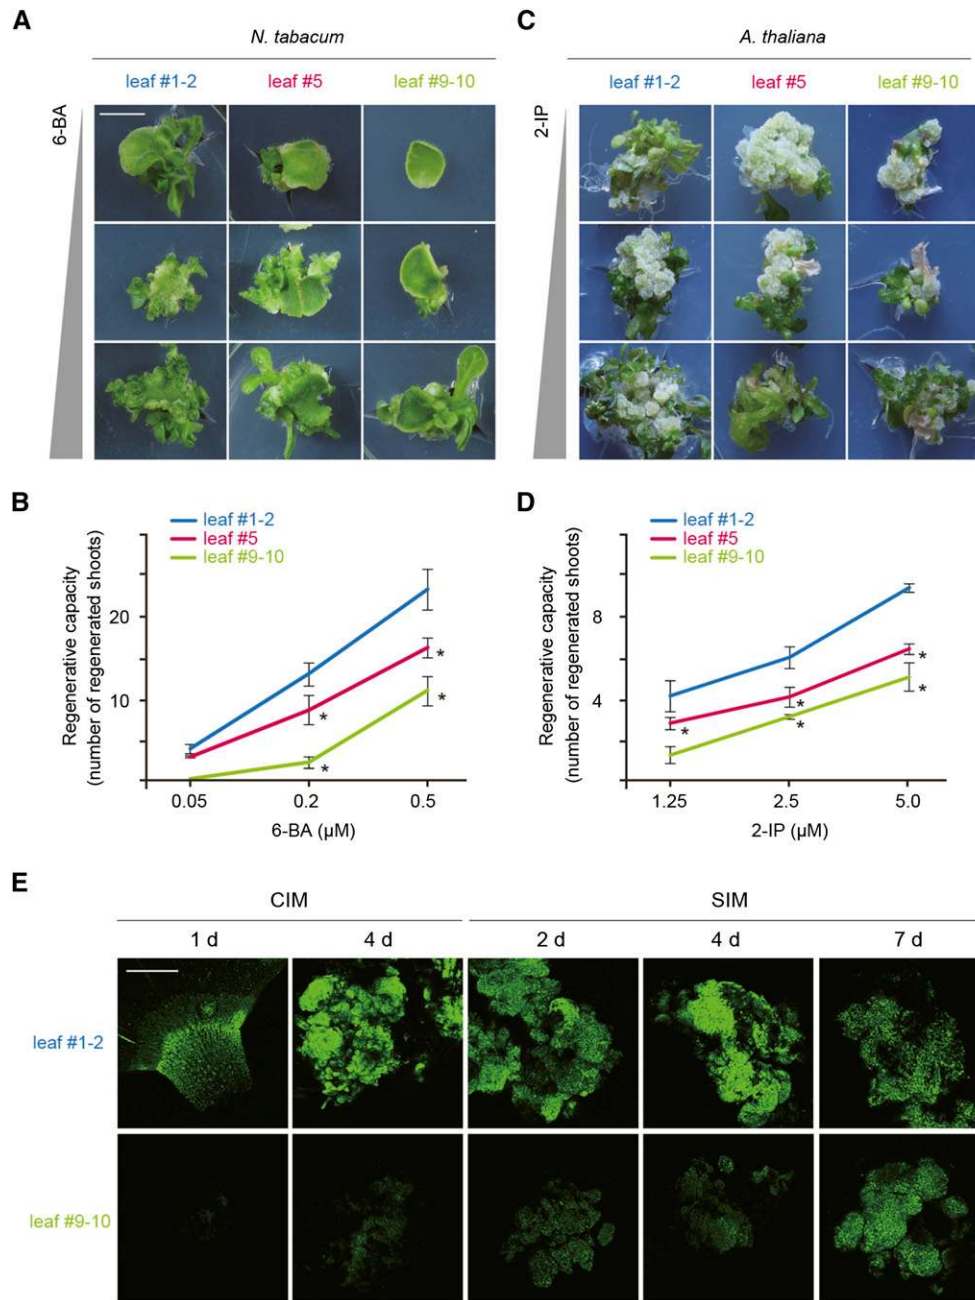 A
N. tabacum
leaf #1-2 leaf #5 leaf #9-10
6-BA
C
A. thaliana
leaf #1-2 leaf #5 leaf #9-10
2-IP
B
leaf #1-2
leaf #5
leaf #9-10
Regenerative capacity
(number of regenerated shoots)
20
10
*
*
*
*
0.05 0.2 0.5
6-BA (µM)
D
leaf #1-2
leaf #5
leaf #9-10
Regenerative capacity
(number of regenerated shoots)
8
4
*
*
*
*
*
1.25 2.5 5.0
2-IP (µM)
E
CIM SIM
1 d 4 d 2 d 4 d 7 d
leaf #1-2
leaf #9-10